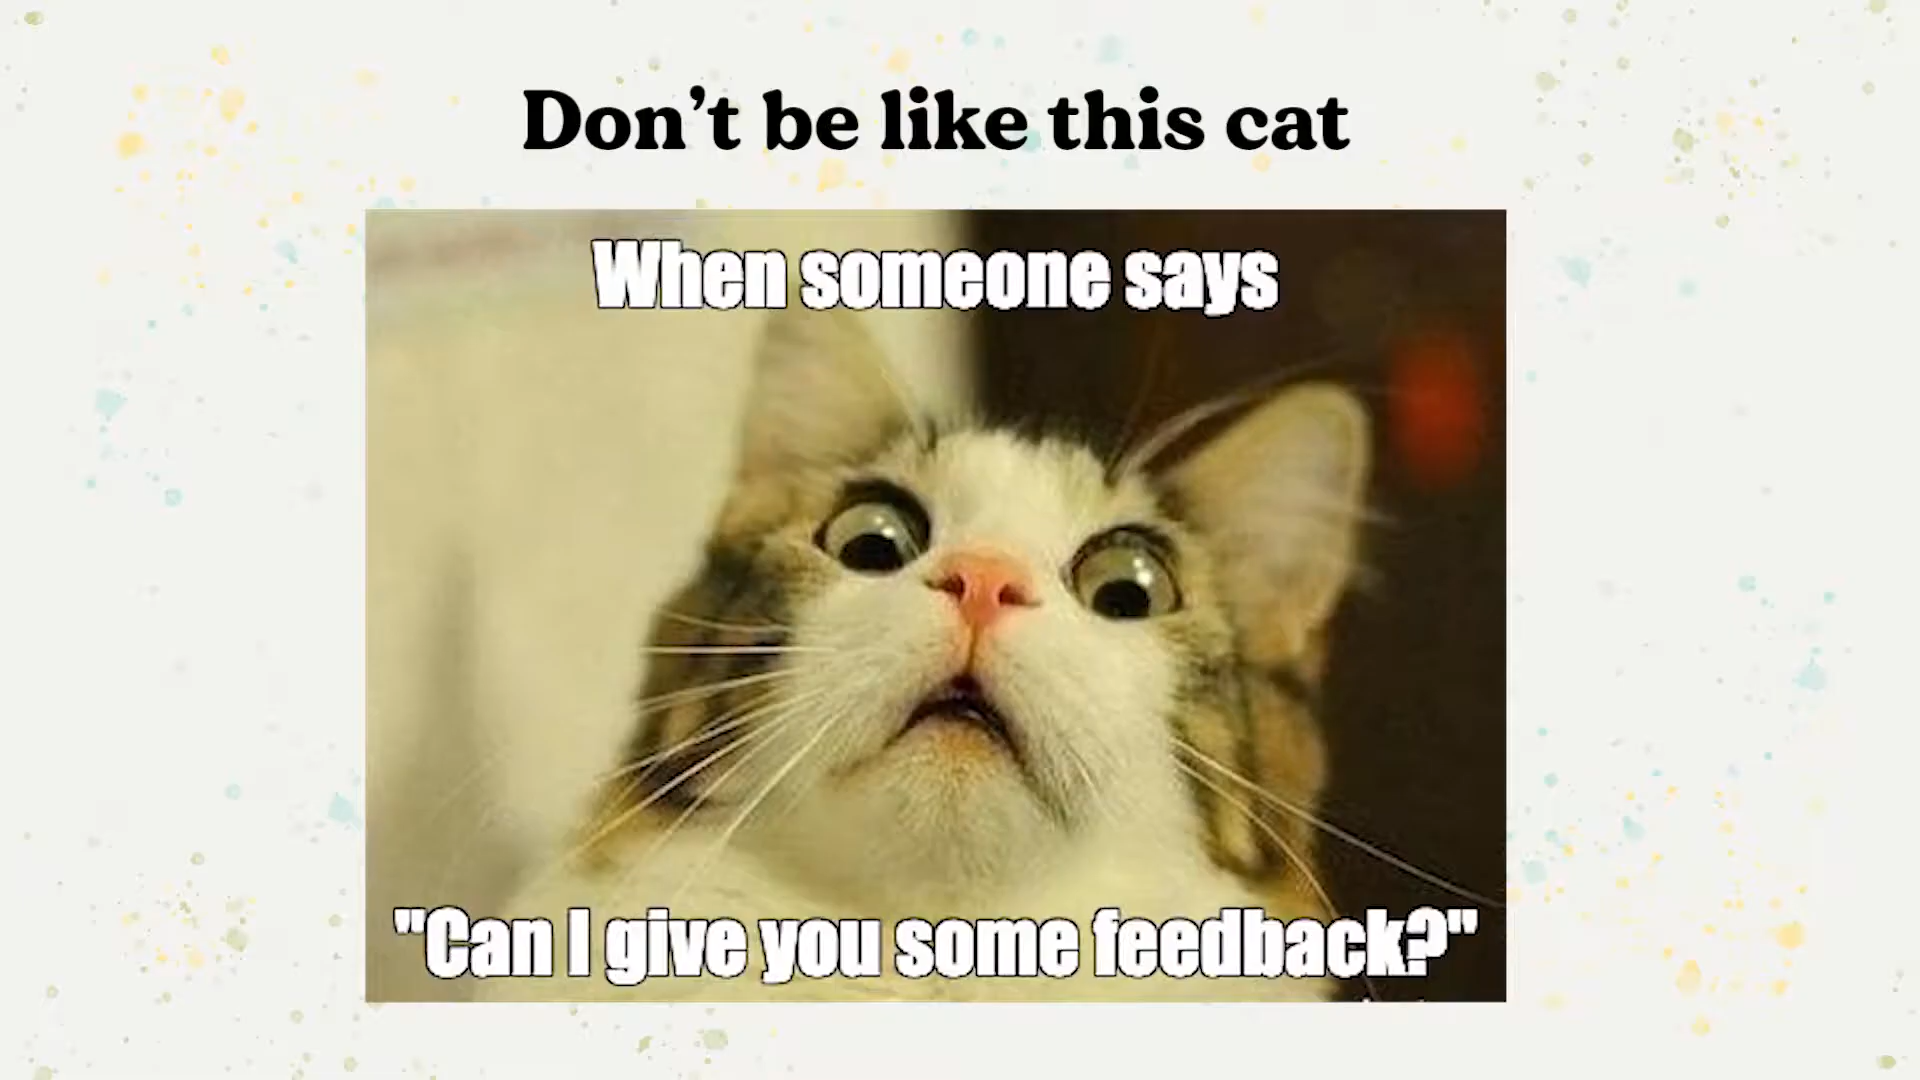 Don’t be like this cat
When someone says
"Can I give you some feedback?"